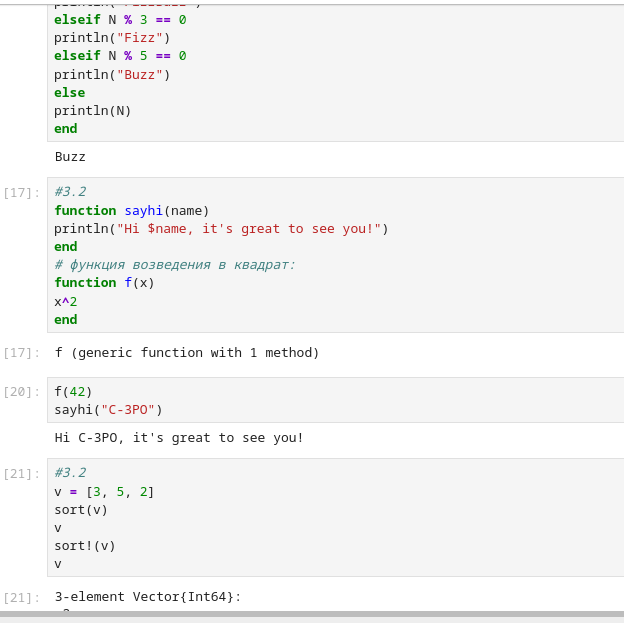 elseif N % 3 == 0
println("Fizz")
elseif N % 5 == 0
println("Buzz")
else
println(N)
end
Buzz
[17]: #3.2
function sayhi(name)
println("Hi $name, it's great to see you!")
end
# функция возведения в квадрат:
function f(x)
x^2
end
[17]: f (generic function with 1 method)
[20]: f(42)
sayhi("C-3PO")
Hi C-3PO, it's great to see you!
[21]: #3.2
v = [3, 5, 2]
sort(v)
v
sort!(v)
v
[21]: 3-element Vector{Int64}: